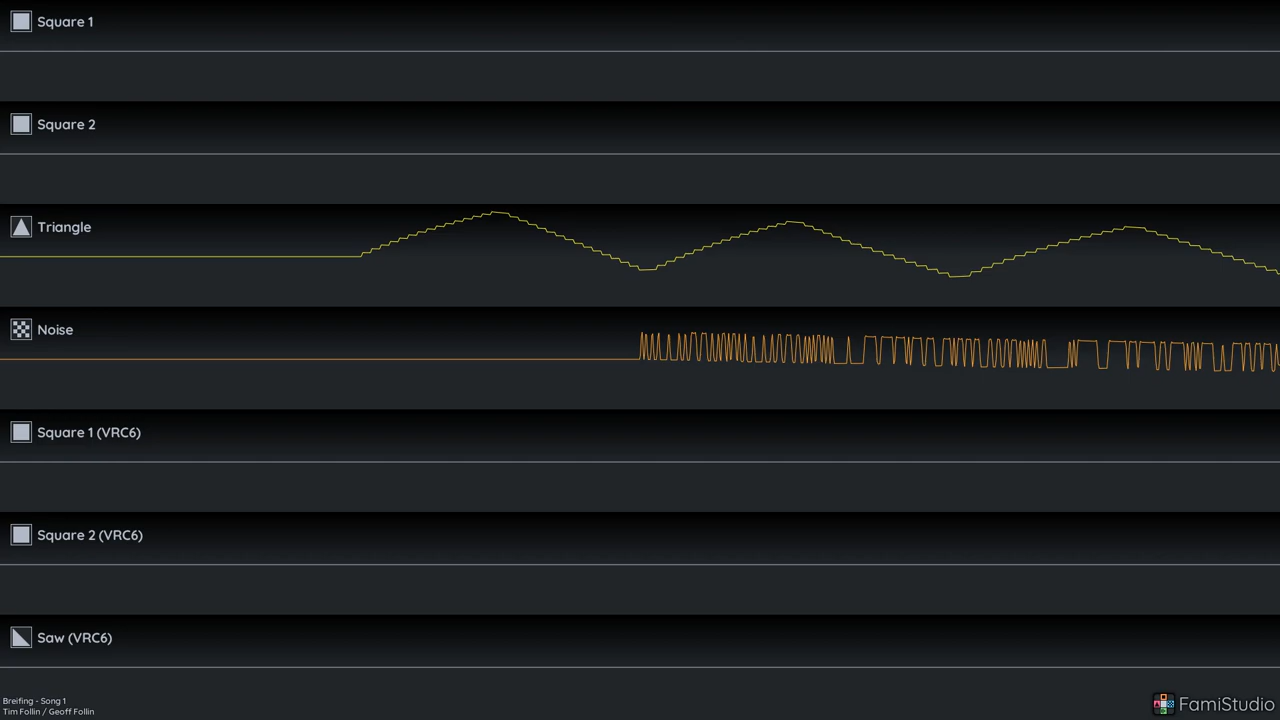 Square 1
Square 2
Triangle
Noise
Square 1 (VRC6)
Square 2 (VRC6)
Saw (VRC6)
Breifing - Song 1
Tim Follin / Geoff Follin
FamiStudio